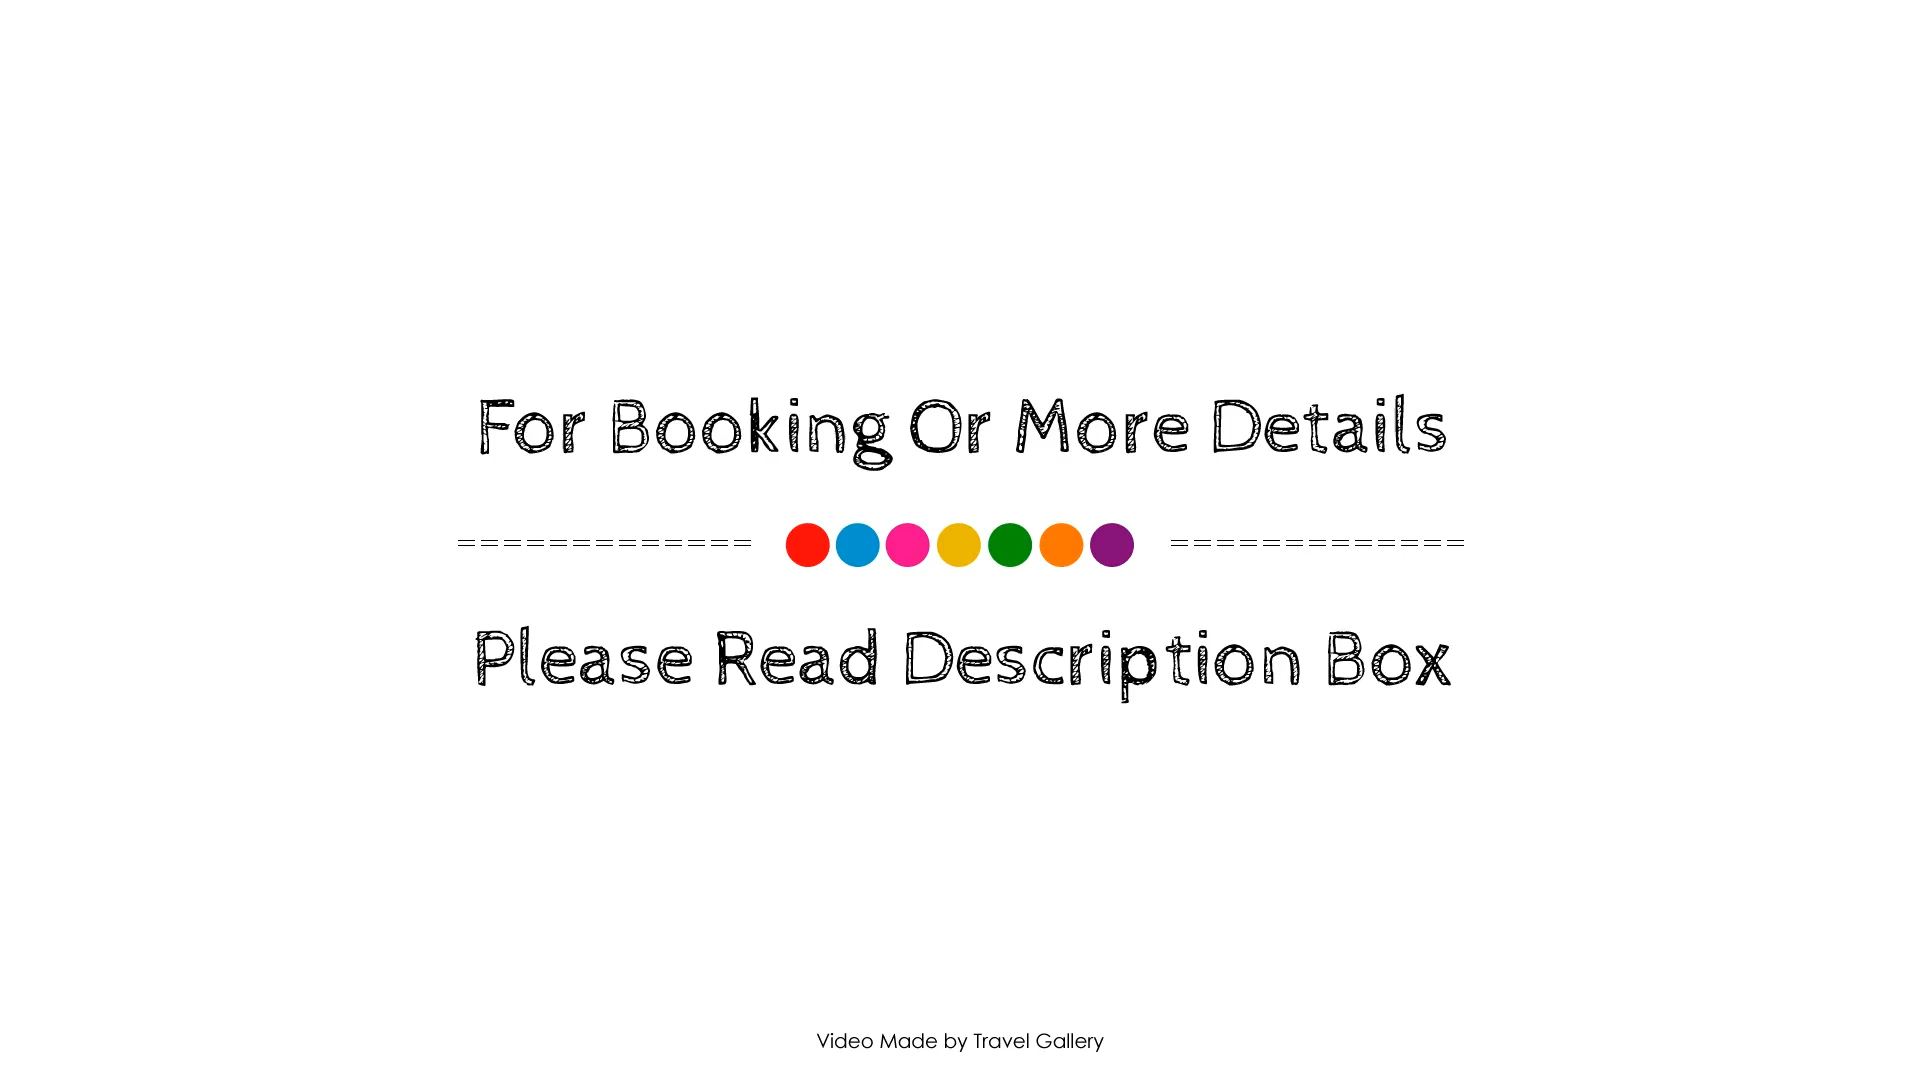 For Booking Or More Details
============= =============
Please Read Description Box
Video Made by Travel Gallery